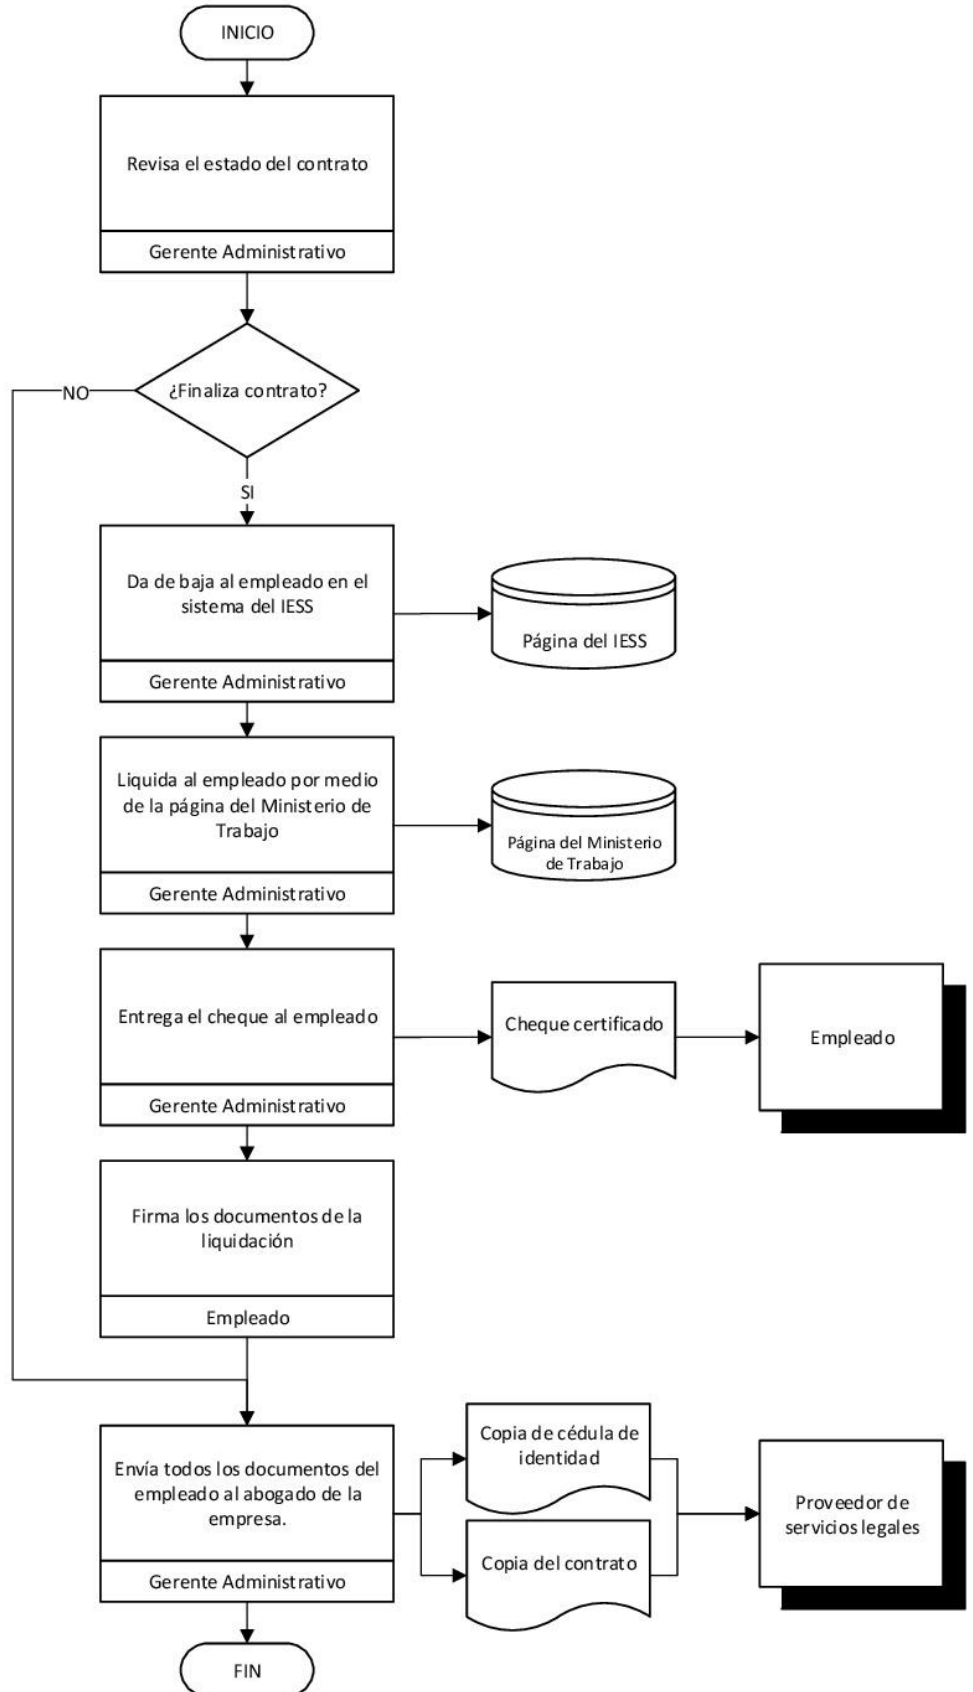 INICIO
Revisa el estado del contrato
Gerente Administrativo
¿Finaliza contrato?
NO
SI
Da de baja al empleado en el
sistema del IESS
Gerente Administrativo
Página del IESS
Liquida al empleado por medio
de la página del Ministerio de
Trabajo
Gerente Administrativo
Página del Ministerio
de Trabajo
Entrega el cheque al empleado
Gerente Administrativo
Cheque certificado
Empleado
Firma los documentos de la
liquidación
Empleado
Envía todos los documentos del
empleado al abogado de la
empresa.
Gerente Administrativo
Copia de cédula de
identidad
Copia del contrato
Proveedor de
servicios legales
FIN